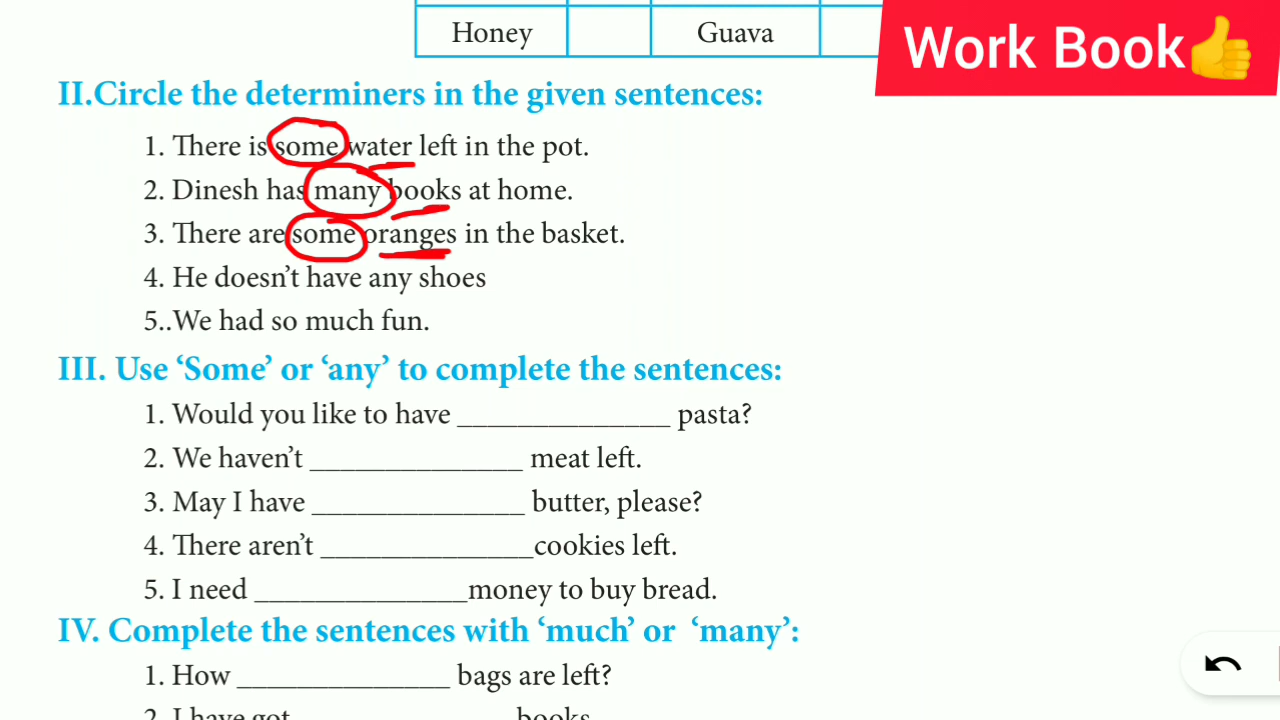 Honey Guava
Work Book👍
II.Circle the determiners in the given sentences:
1. There is some water left in the pot.
2. Dinesh has many books at home.
3. There are some oranges in the basket.
4. He doesn’t have any shoes
5..We had so much fun.
III. Use ‘Some’ or ‘any’ to complete the sentences:
1. Would you like to have ______________ pasta?
2. We haven’t ______________ meat left.
3. May I have ______________ butter, please?
4. There aren’t ______________cookies left.
5. I need ______________money to buy bread.
IV. Complete the sentences with ‘much’ or ‘many’:
1. How ______________ bags are left?
2. I have got books